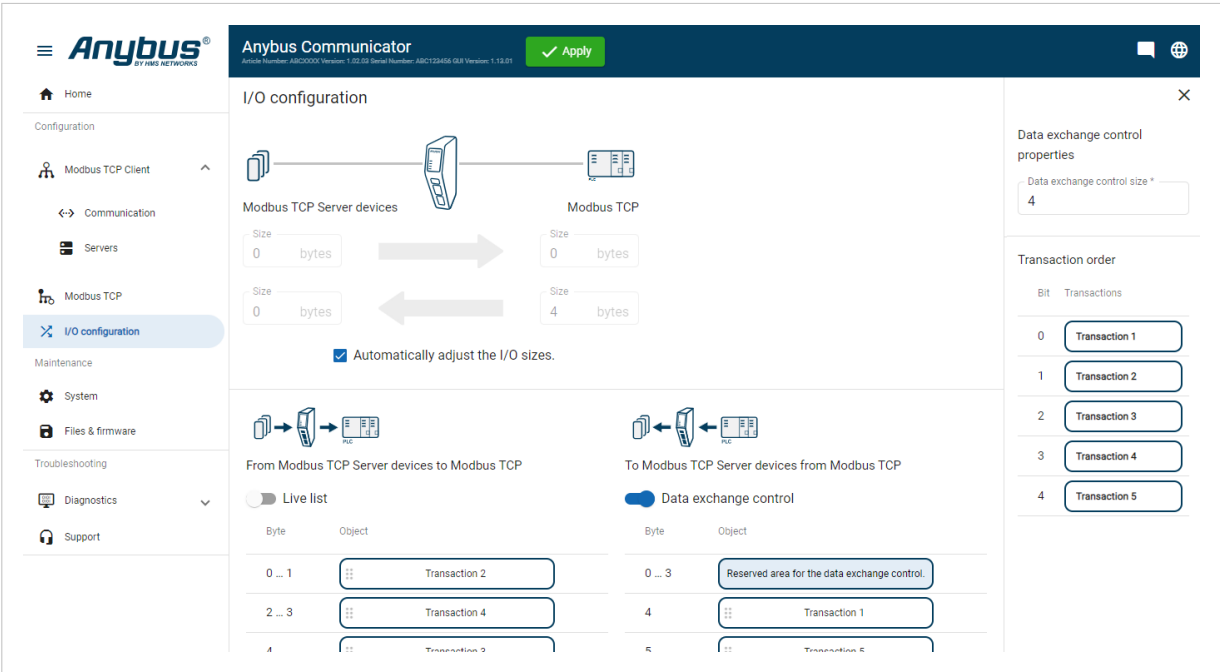 Anybus®
BY HMS NETWORKS
Anybus Communicator
Article Number: ABCXXXX Version: 1.02.03 Serial Number: ABC123456 GUI Version: 1.13.01
Apply
Home
Configuration
Modbus TCP Client
Communication
Servers
Modbus TCP
I/O configuration
Maintenance
System
Files & firmware
Troubleshooting
Diagnostics
Support
I/O configuration
PLC
Modbus TCP Server devices
Modbus TCP
Size
0 bytes
Size
0 bytes
Size
0 bytes
Size
4 bytes
Automatically adjust the I/O sizes.
PLC
From Modbus TCP Server devices to Modbus TCP
Live list
Byte Object
0 ... 1 Transaction 2
2 ... 3 Transaction 4
4 Transaction 3
PLC
To Modbus TCP Server devices from Modbus TCP
Data exchange control
Byte Object
0 ... 3 Reserved area for the data exchange control.
4 Transaction 1
5 Transaction 5
Data exchange control
properties
Data exchange control size *
4
Transaction order
Bit Transactions
0 Transaction 1
1 Transaction 2
2 Transaction 3
3 Transaction 4
4 Transaction 5